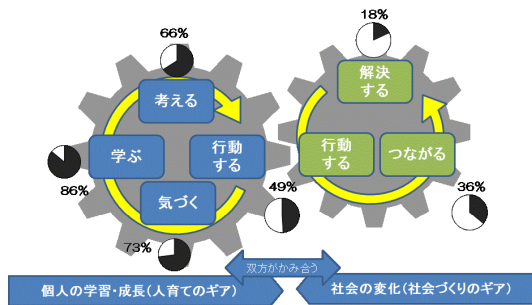 66%
18%
考える
解決
する
学ぶ
行動
する
行動
する
つながる
86%
気づく
49%
36%
73%
双方がかみ合う
個人の学習・成長(人育てのギア)
社会の変化(社会づくりのギア)